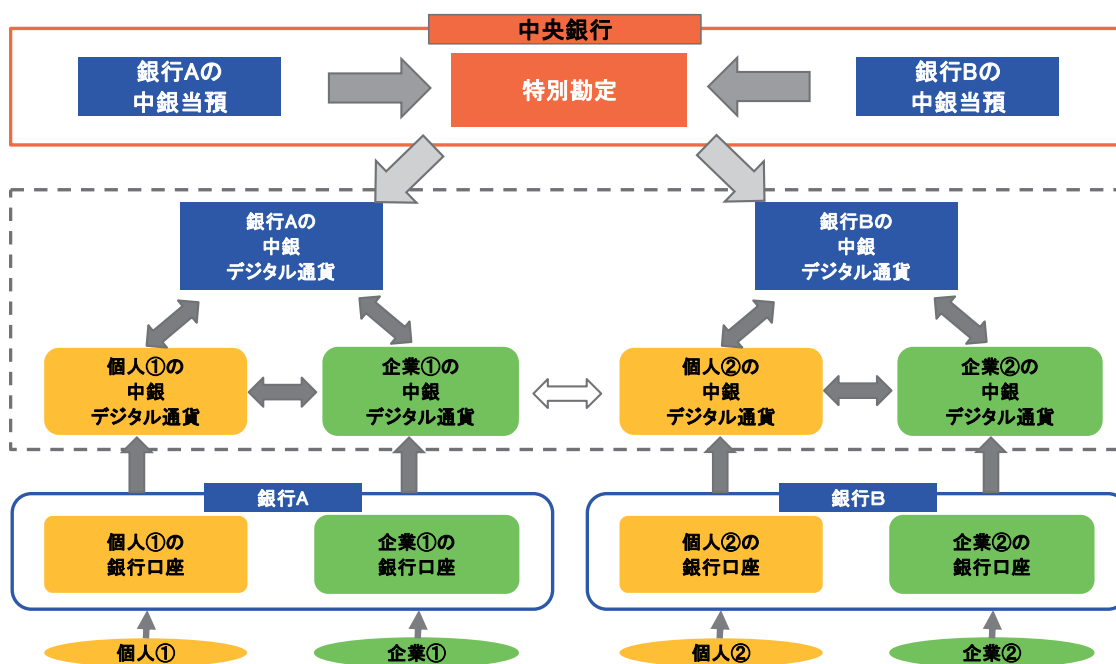 中央銀行
銀行Aの
中銀当預
特別勘定
銀行Bの
中銀当預
銀行Aの
中銀
デジタル通貨
銀行Bの
中銀
デジタル通貨
個人①の
中銀
デジタル通貨
企業①の
中銀
デジタル通貨
個人②の
中銀
デジタル通貨
企業②の
中銀
デジタル通貨
銀行A
銀行B
個人①の
銀行口座
企業①の
銀行口座
個人②の
銀行口座
企業②の
銀行口座
個人①
企業①
個人②
企業②